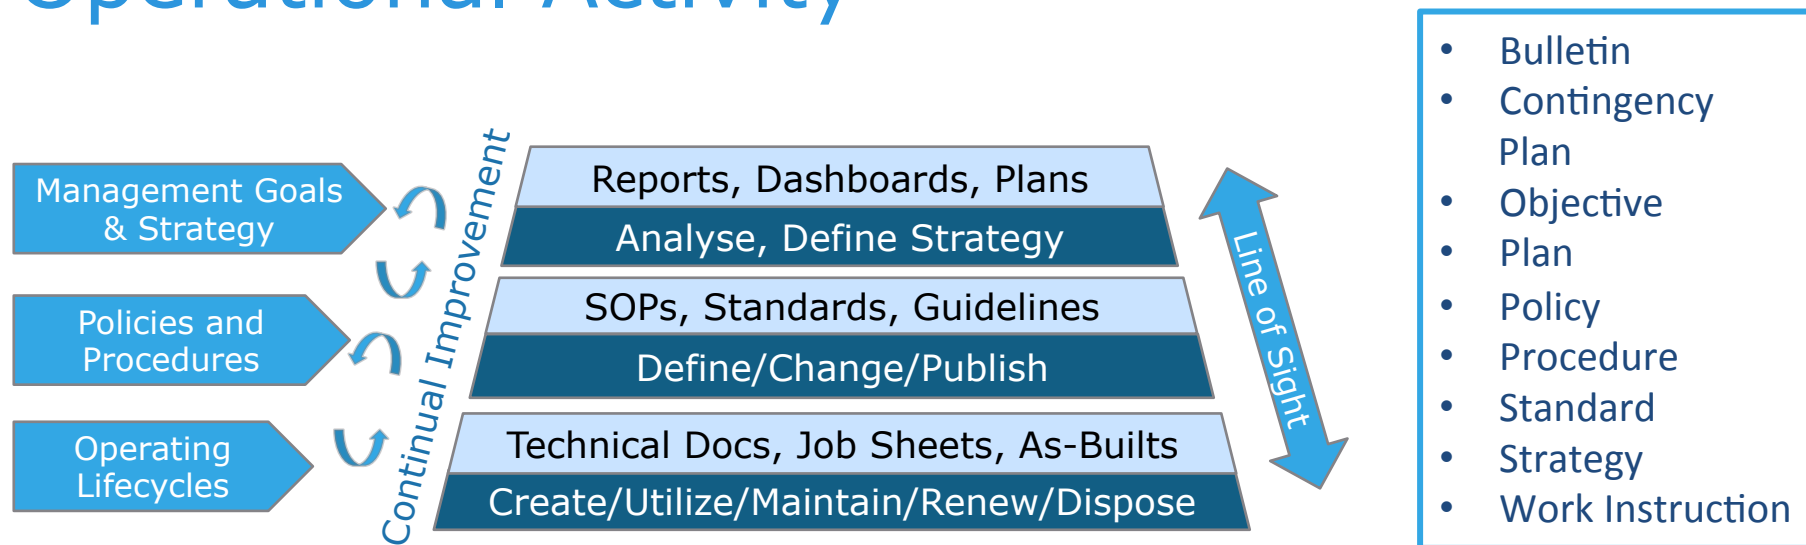 Operational Activity
Management Goals
& Strategy
Policies and
Procedures
Operating
Lifecycles
Continual Improvement
Reports, Dashboards, Plans
Analyse, Define Strategy
SOPs, Standards, Guidelines
Define/Change/Publish
Technical Docs, Job Sheets, As-Builts
Create/Utilize/Maintain/Renew/Dispose
Line of Sight
• Bulletin
• Contingency
Plan
• Objective
• Plan
• Policy
• Procedure
• Standard
• Strategy
• Work Instruction